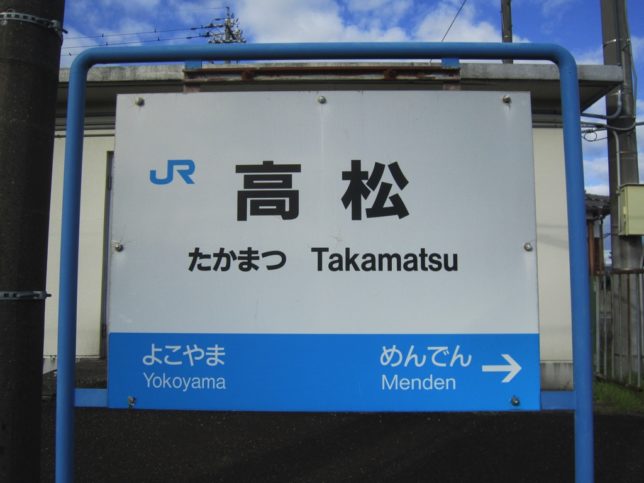 JR 高松
たかまつ Takamatsu
よこやま めんでん →
Yokoyama Menden